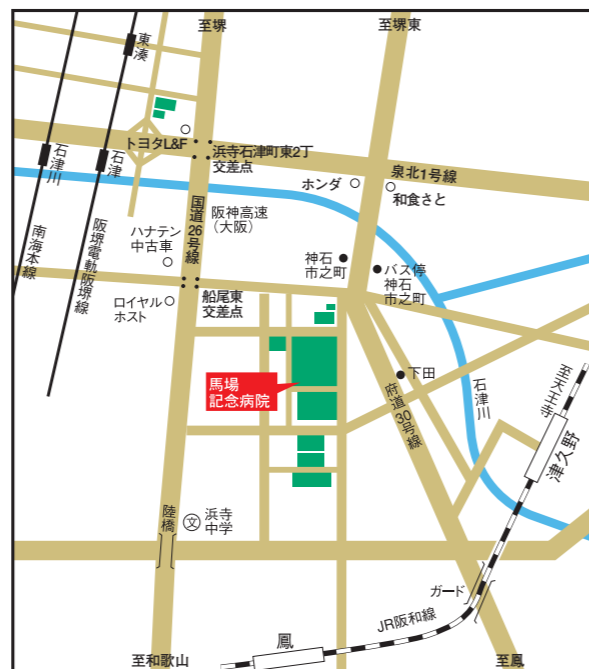 至堺
至堺東
東湊
トヨタL&F
浜寺石津町東2丁
交差点
泉北1号線
石津川
石津
ホンダ
和食さと
国道26号線
阪神高速
(大阪)
ハナテン
中古車
南海本線
阪堺電軌阪堺線
神石
市之町
バス停
神石
市之町
ロイヤル
ホスト
船尾東
交差点
下田
馬場
記念病院
府道30号線
石津川
至天王寺
津久野
陸橋
文
浜寺
中学
ガード
JR阪和線
鳳
至和歌山
至鳳